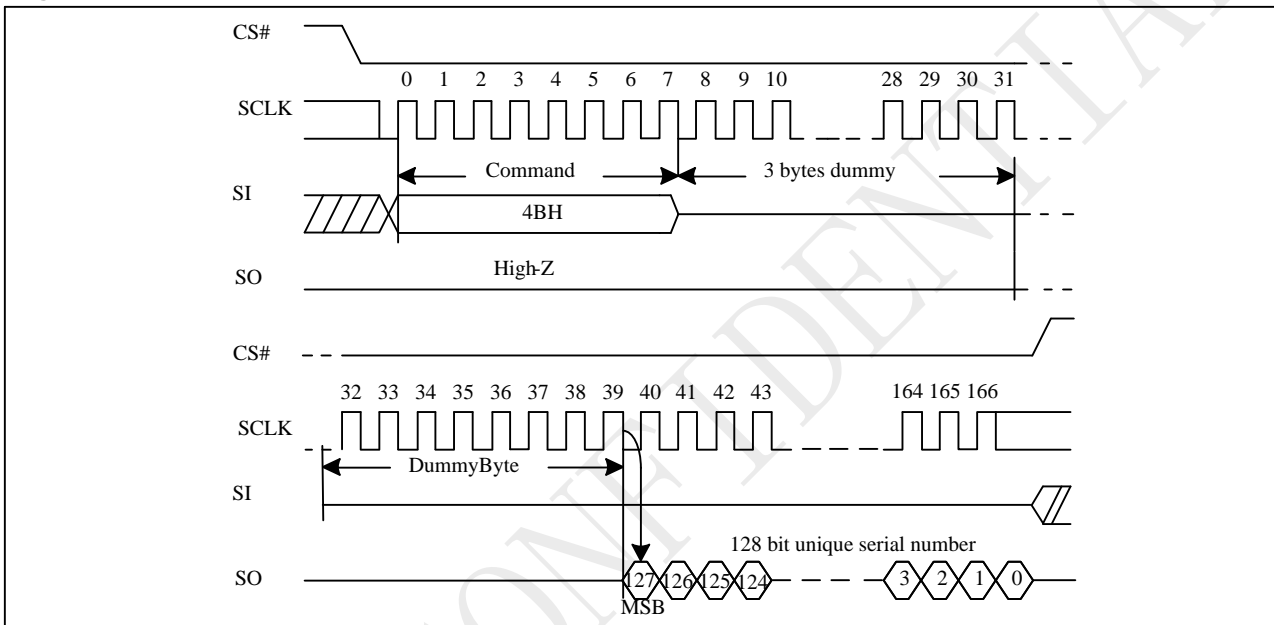 CS#
0 1 2 3 4 5 6 7 8 9 10 28 29 30 31
SCLK
Command 3 bytes dummy
SI
4BH
High-Z
SO
CS#
32 33 34 35 36 37 38 39 40 41 42 43 164 165 166
SCLK
DummyByte
SI
128 bit unique serial number
SO 127 126 125 124 3 2 1 0
MSB
CONFIDENTIAL